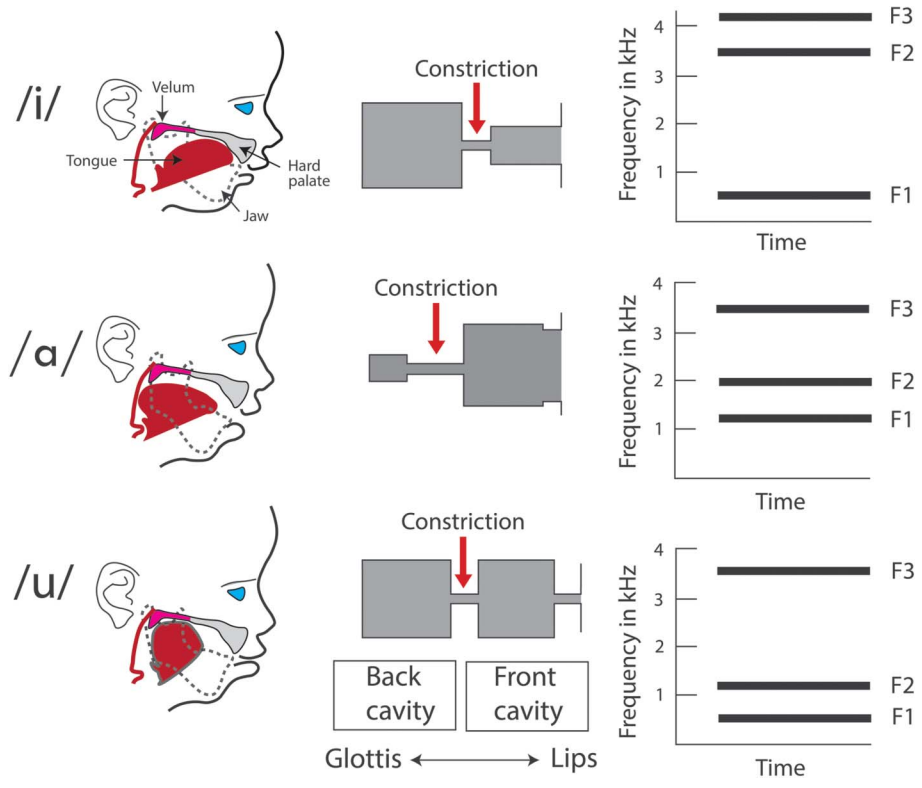 /i/
Velum
Tongue
Hard
palate
Jaw
Constriction
Frequency in kHz
4
3
2
1
F3
F2
F1
Time
/a/
Constriction
Frequency in kHz
4
3
2
1
F3
F2
F1
Time
/u/
Constriction
Back
cavity
Front
cavity
Glottis
Lips
Frequency in kHz
4
3
2
1
F3
F2
F1
Time